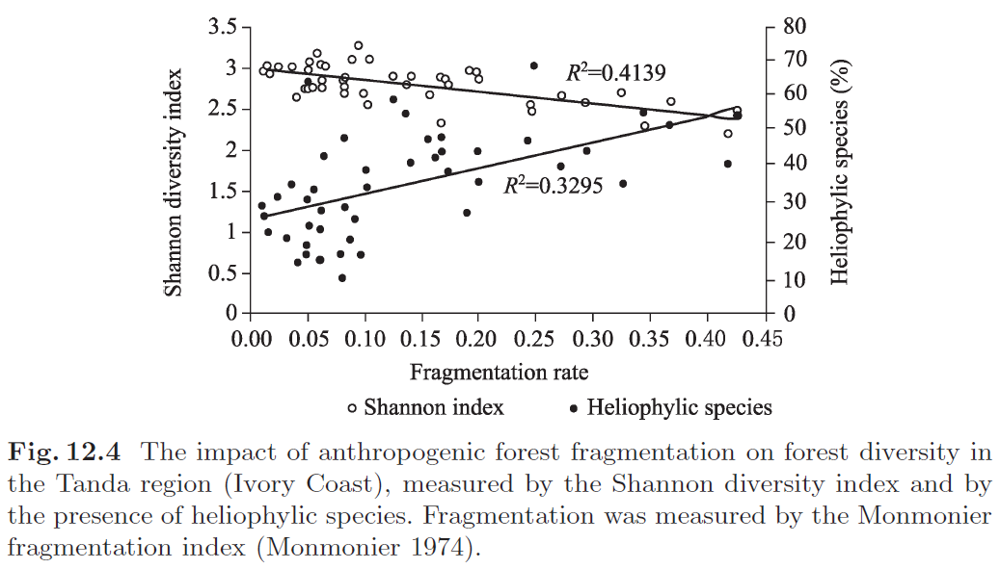 3.5
3
2.5
2
1.5
1
0.5
0
Shannon diversity index
80
70
60
50
40
30
20
10
0
Heliophylic species (%)
R²=0.4139
R²=0.3295
0.00 0.05 0.10 0.15 0.20 0.25 0.30 0.35 0.40 0.45
Fragmentation rate
Shannon index
Heliophylic species
Fig. 12.4 The impact of anthropogenic forest fragmentation on forest diversity in
the Tanda region (Ivory Coast), measured by the Shannon diversity index and by
the presence of heliophylic species. Fragmentation was measured by the Monmonier
fragmentation index (Monmonier 1974).